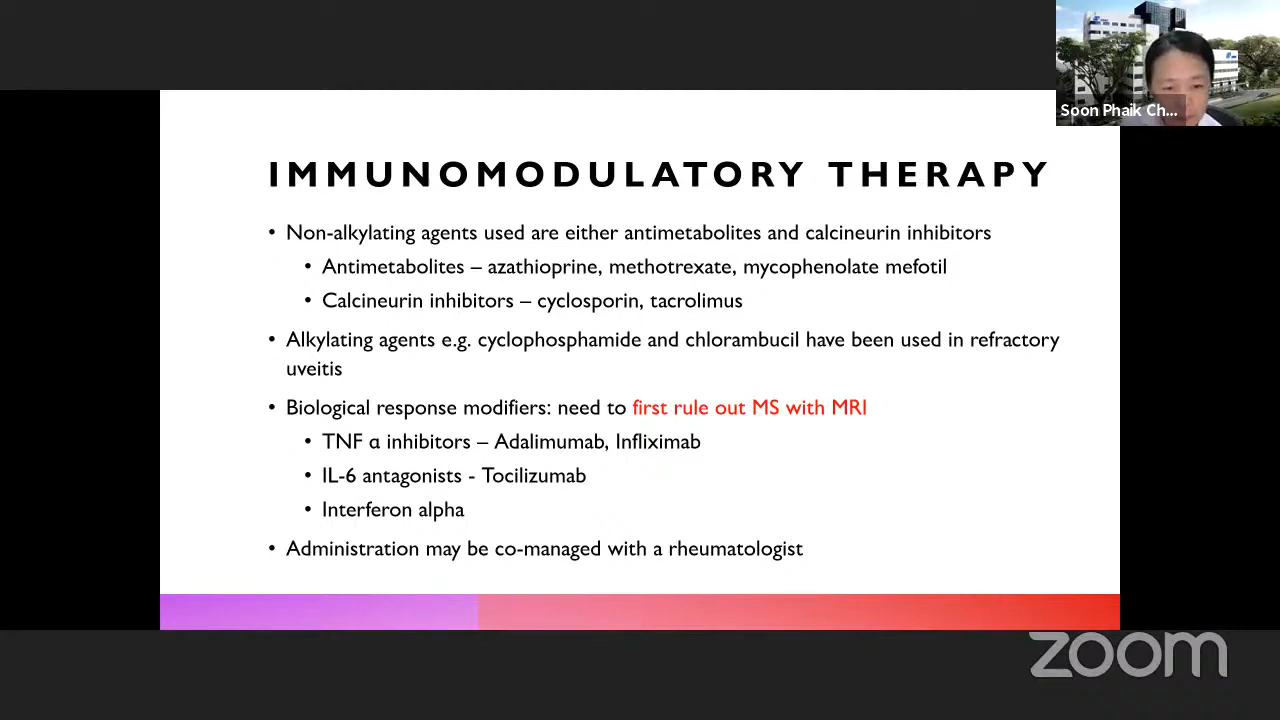 Soon Phaik Ch...
IMMUNOMODULATORY THERAPY
• Non-alkylating agents used are either antimetabolites and calcineurin inhibitors
• Antimetabolites – azathioprine, methotrexate, mycophenolate mefotil
• Calcineurin inhibitors – cyclosporin, tacrolimus
• Alkylating agents e.g. cyclophosphamide and chlorambucil have been used in refractory
uveitis
• Biological response modifiers: need to first rule out MS with MRI
• TNF α inhibitors – Adalimumab, Infliximab
• IL-6 antagonists - Tocilizumab
• Interferon alpha
• Administration may be co-managed with a rheumatologist
zoom